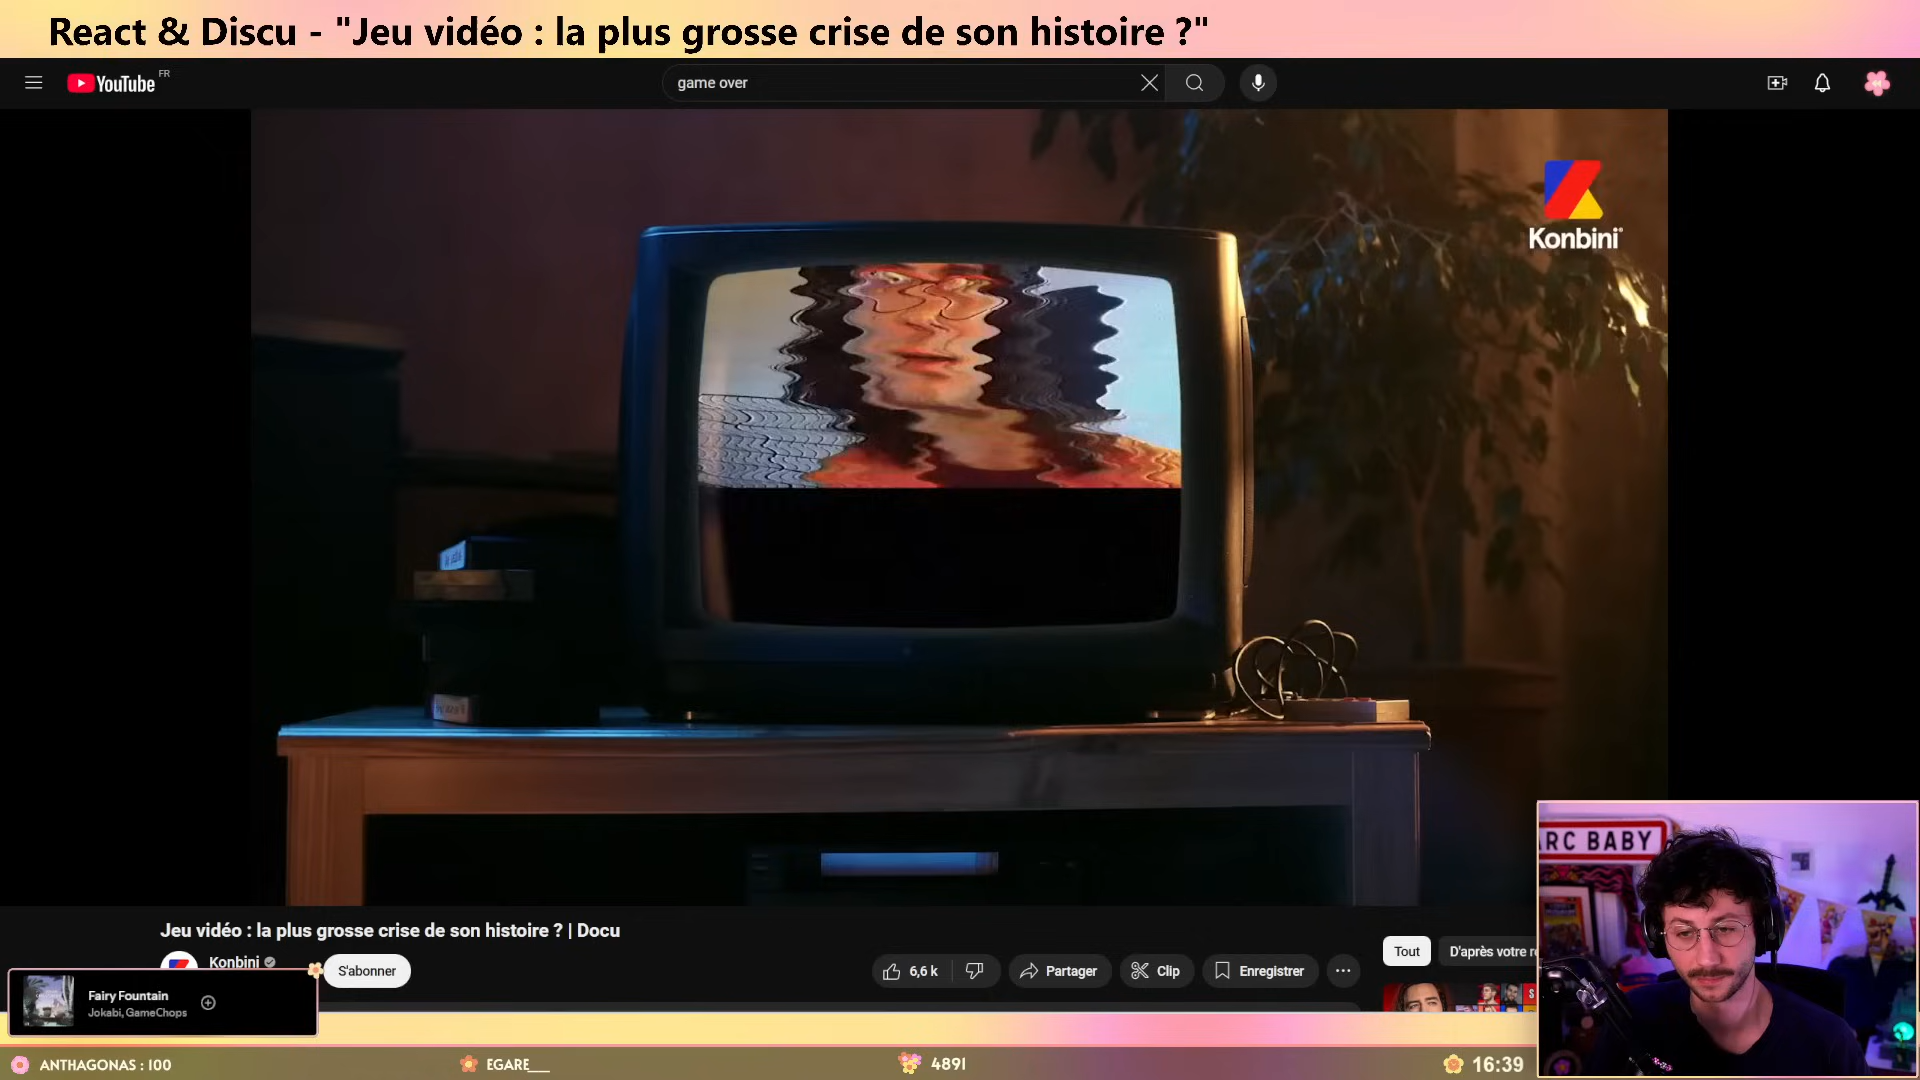 React & Discu - "Jeu vidéo : la plus grosse crise de son histoire ?"
YouTube FR
game over
Konbini
Jeu vidéo : la plus grosse crise de son histoire ? | Docu
Konbini
S'abonner
6,6 k
Partager
Clip
Enregistrer
Tout
D'après votre re
Fairy Fountain
Jokabi, GameChops
ARC BABY
ANTHAGONAS : 100
EGARE__
4891
16:39